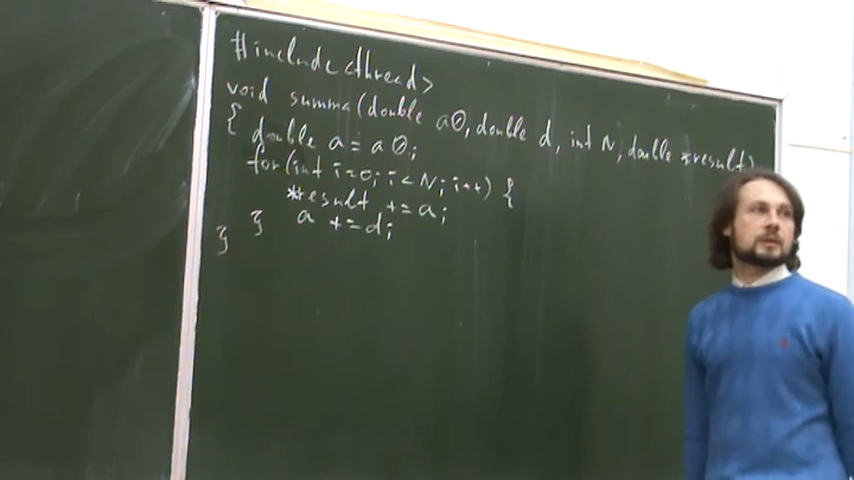 #include <thread>
void summa(double a0, double d, int N, double *result)
{ double a = a0;
for(int i=0; i<N; i++) {
*result += a;
} a += d;
}